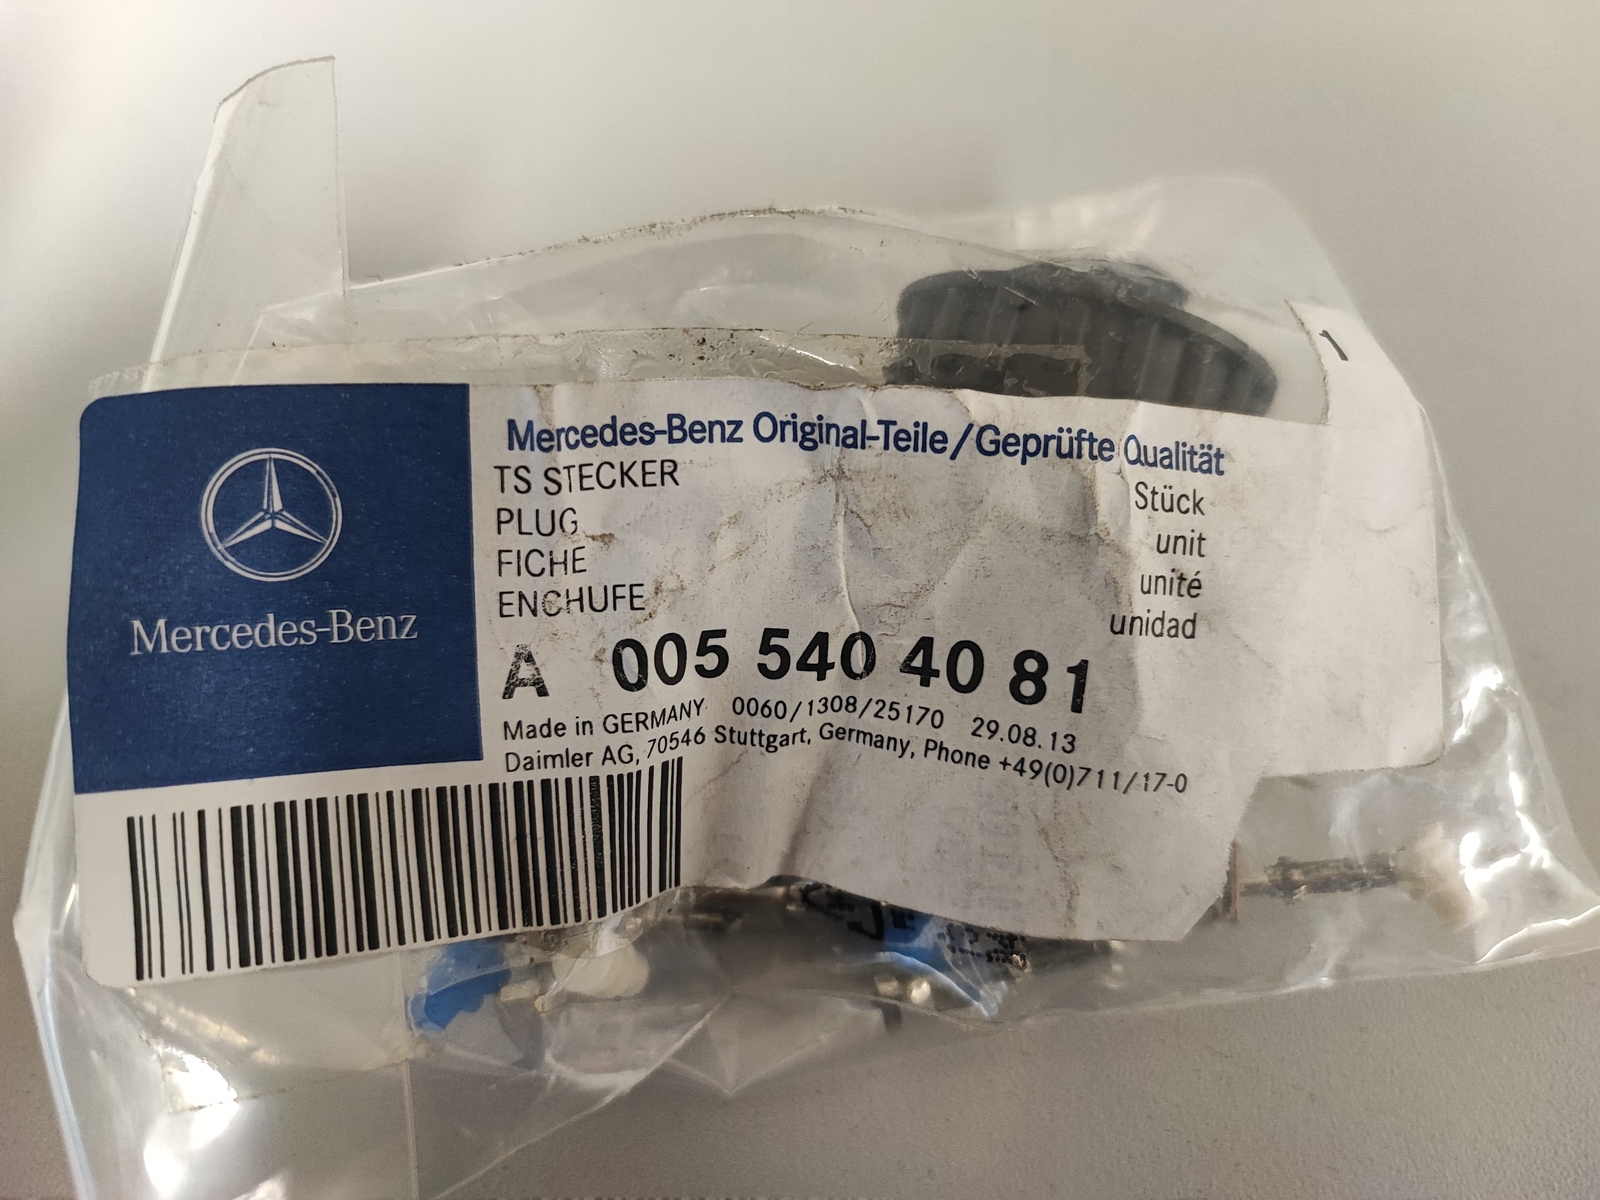 Mercedes-Benz
Mercedes-Benz Original-Teile/Geprüfte Qualität
TS STECKER
PLUG
FICHE
ENCHUFE
1
Stück
unit
unité
unidad
A 005 540 40 81
Made in GERMANY 0060/1308/25170 29.08.13
Daimler AG, 70546 Stuttgart, Germany, Phone +49(0)711/17-0